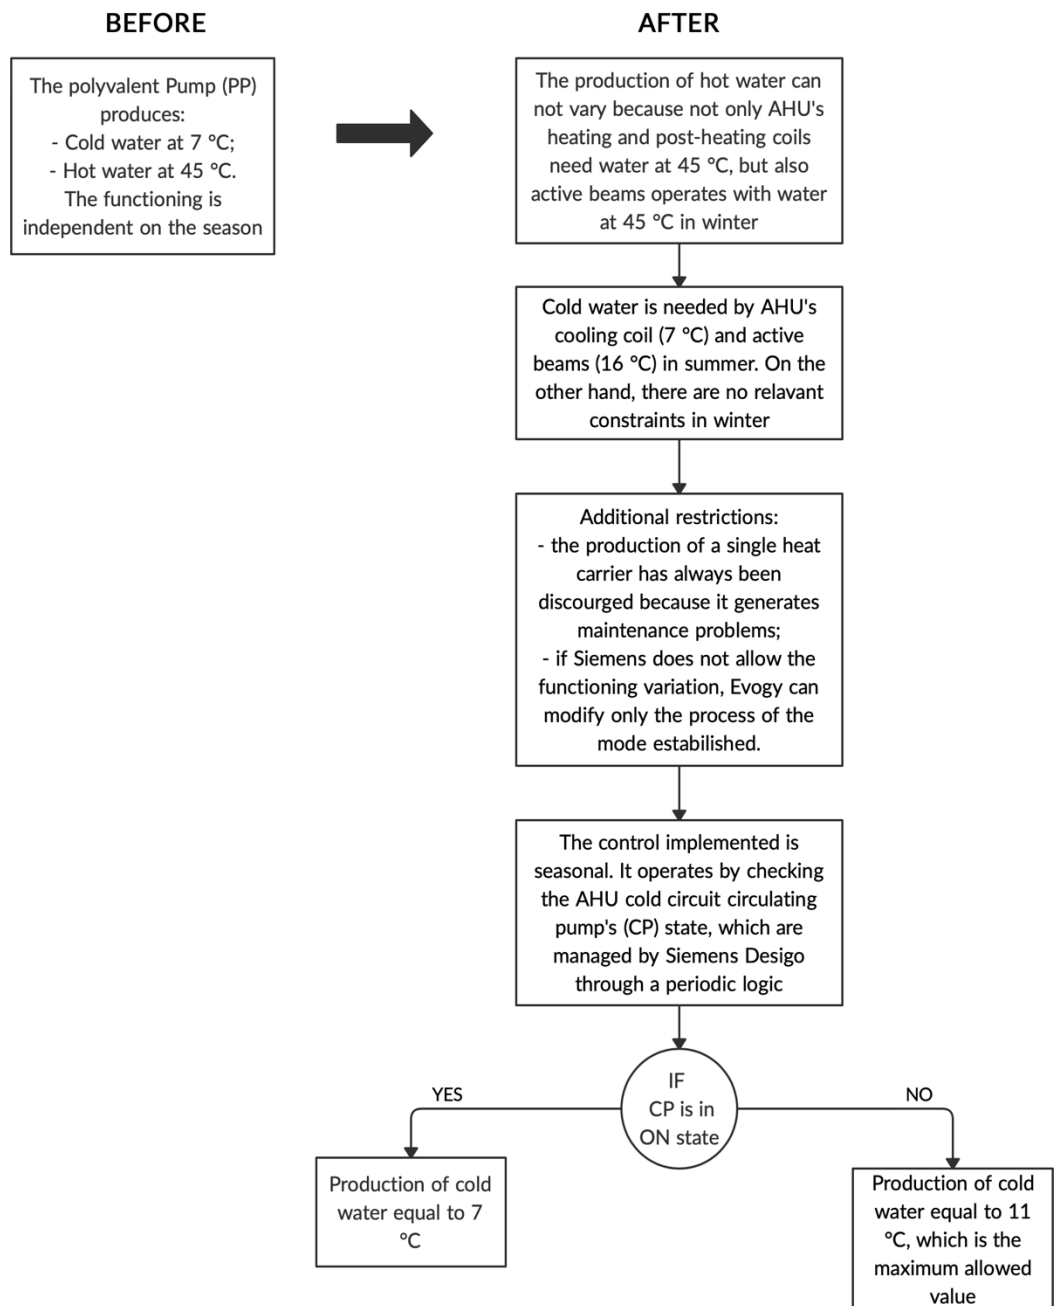 BEFORE
AFTER
The polyvalent Pump (PP)
produces:
- Cold water at 7 °C;
- Hot water at 45 °C.
The functioning is
independent on the season
The production of hot water can
not vary because not only AHU's
heating and post-heating coils
need water at 45 °C, but also
active beams operates with water
at 45 °C in winter
Cold water is needed by AHU's
cooling coil (7 °C) and active
beams (16 °C) in summer. On the
other hand, there are no relavant
constraints in winter
Additional restrictions:
- the production of a single heat
carrier has always been
discourged because it generates
maintenance problems;
- if Siemens does not allow the
functioning variation, Evogy can
modify only the process of the
mode estabilished.
The control implemented is
seasonal. It operates by checking
the AHU cold circuit circulating
pump's (CP) state, which are
managed by Siemens Desigo
through a periodic logic
IF
CP is in
ON state
YES
NO
Production of cold
water equal to 7
°C
Production of cold
water equal to 11
°C, which is the
maximum allowed
value